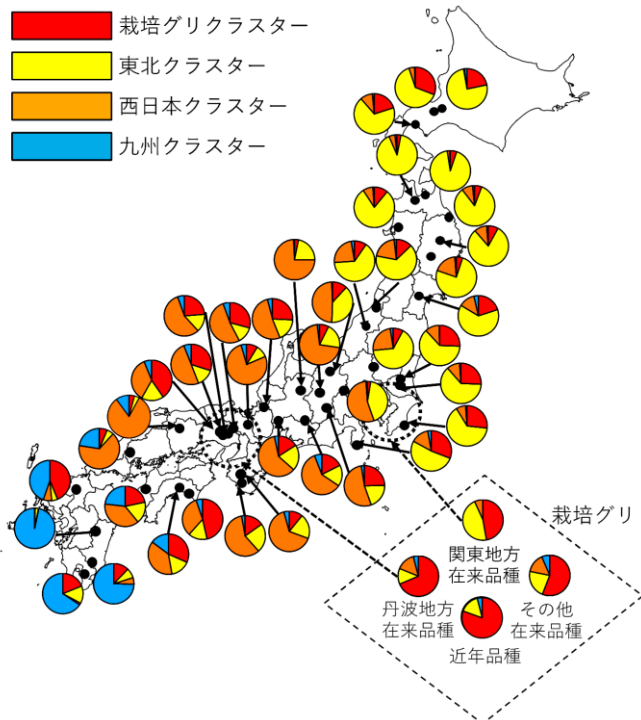 栽培グリクラスター
東北クラスター
西日本クラスター
九州クラスター
栽培グリ
関東地方
在来品種
丹波地方
在来品種
その他
在来品種
近年品種